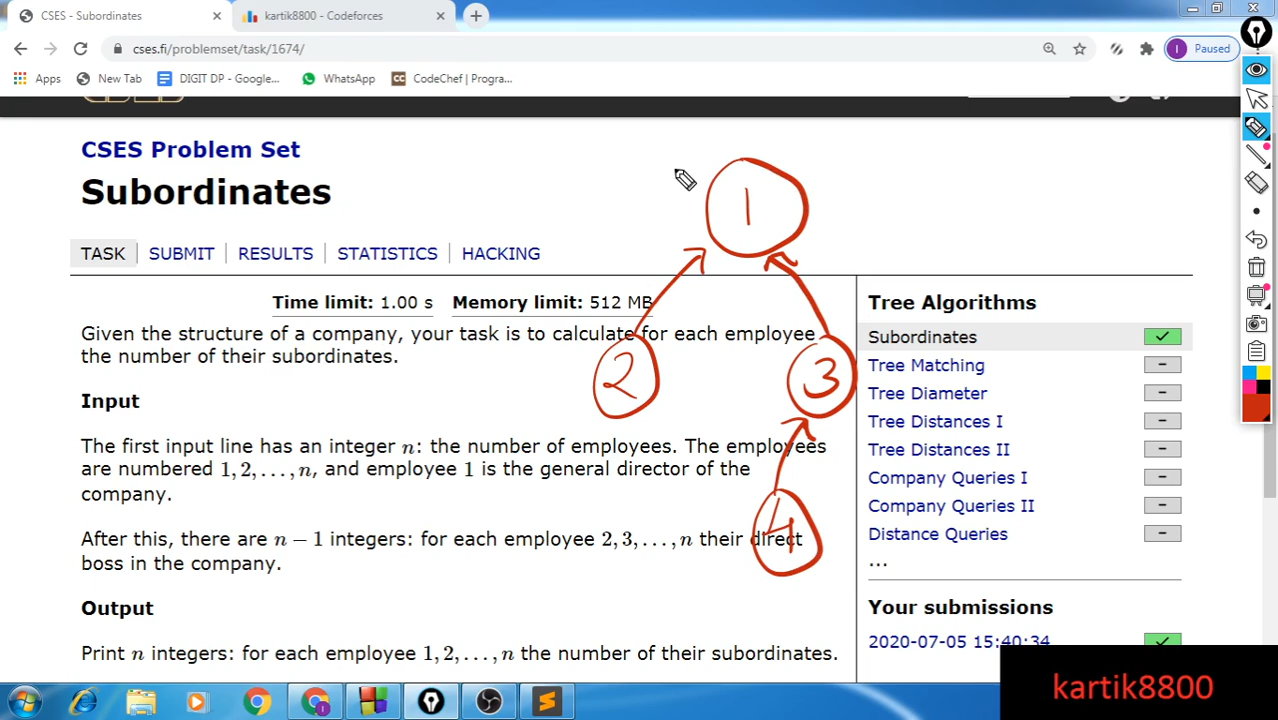 CSES - Subordinates
kartik8800 - Codeforces
cses.fi/problemset/task/1674/
I Paused
Apps
New Tab
DIGIT DP - Google...
WhatsApp
CC CodeChef | Progra...
CSES Problem Set
Subordinates
TASK SUBMIT RESULTS STATISTICS HACKING
Time limit: 1.00 s Memory limit: 512 MB
Given the structure of a company, your task is to calculate for each employee
the number of their subordinates.
Input
The first input line has an integer n: the number of employees. The employees
are numbered 1, 2, ..., n, and employee 1 is the general director of the
company.
After this, there are n − 1 integers: for each employee 2, 3, ..., n their direct
boss in the company.
Output
Print n integers: for each employee 1, 2, ..., n the number of their subordinates.
1
2
3
4
Tree Algorithms
Subordinates
Tree Matching
Tree Diameter
Tree Distances I
Tree Distances II
Company Queries I
Company Queries II
Distance Queries
...
Your submissions
2020-07-05 15:40:34
kartik8800